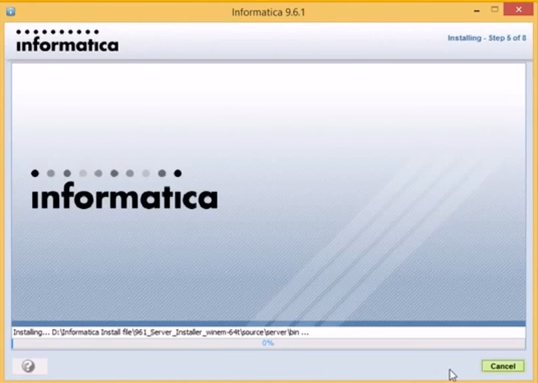 Informatica 9.6.1
informatica
Installing - Step 5 of 8
informatica
Installing... D:\Informatica Install file\961_Server_Installer_winem-64t\source\server\bin ...
0%
?
Cancel